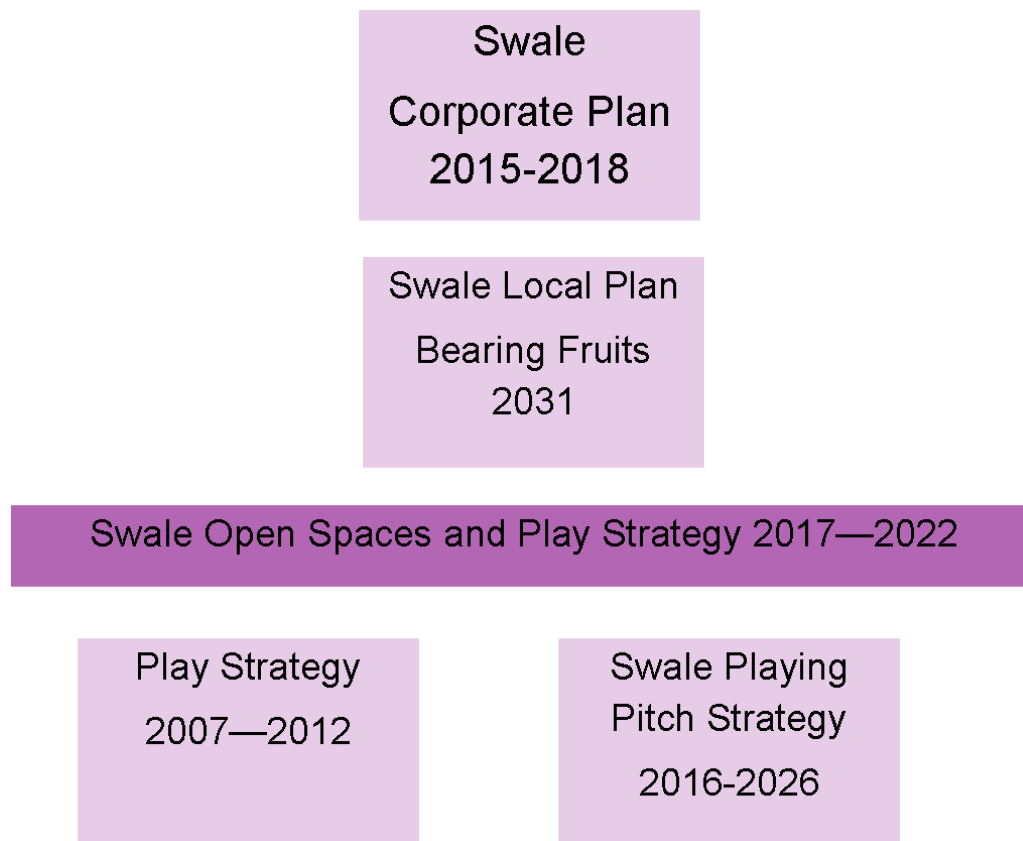 Swale
Corporate Plan
2015-2018
Swale Local Plan
Bearing Fruits
2031
Swale Open Spaces and Play Strategy 2017—2022
Play Strategy
2007—2012
Swale Playing
Pitch Strategy
2016-2026